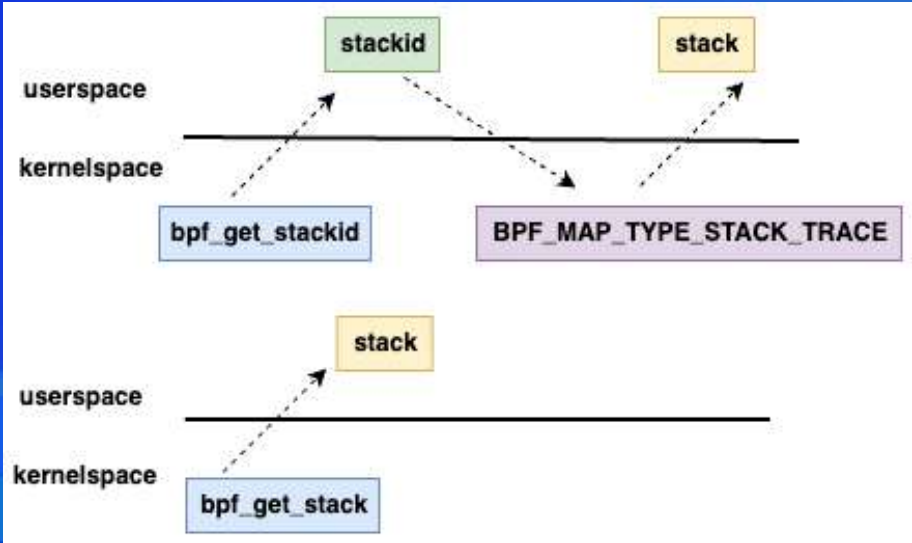 stackid
stack
userspace
kernelspace
bpf_get_stackid
BPF_MAP_TYPE_STACK_TRACE
stack
userspace
kernelspace
bpf_get_stack